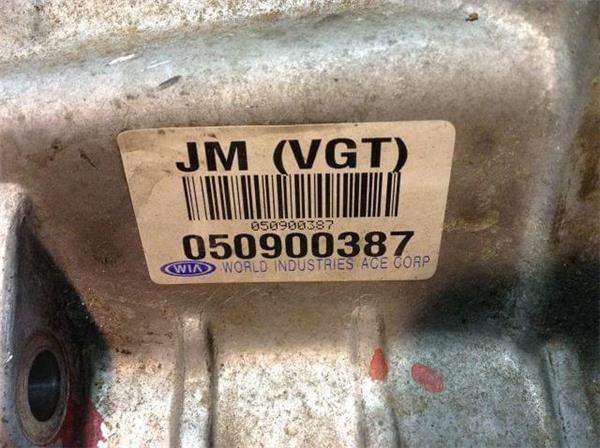 JM (VGT)
050900387
050900387
WIA WORLD INDUSTRIES ACE CORP